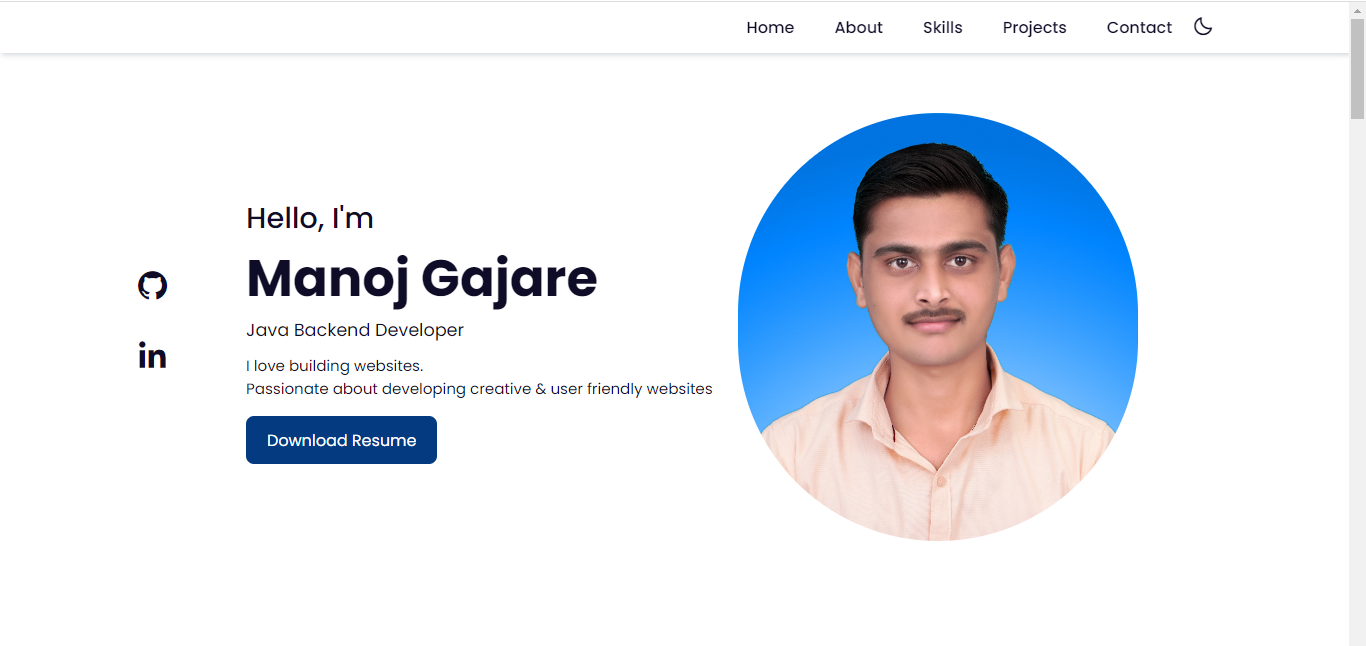 Home About Skills Projects Contact
Hello, I'm
Manoj Gajare
Java Backend Developer
I love building websites.
Passionate about developing creative & user friendly websites
Download Resume
in